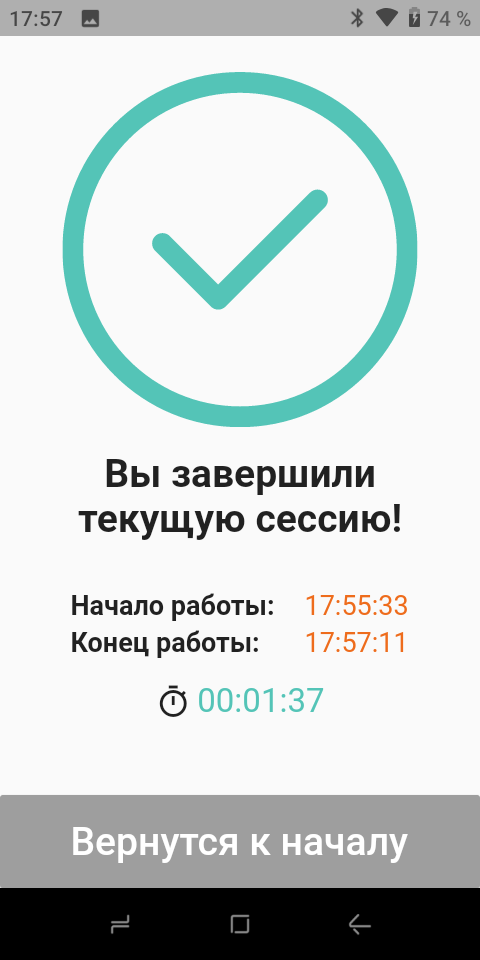 17:57
74 %
Вы завершили
текущую сессию!
Начало работы: 17:55:33
Конец работы: 17:57:11
00:01:37
Вернутся к началу